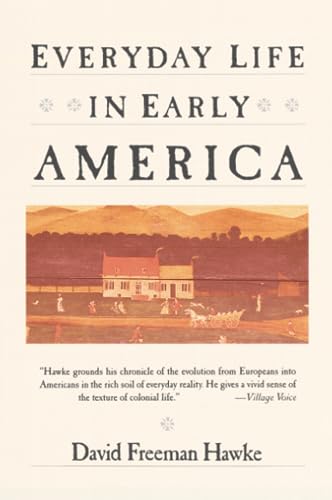 EVERYDAY LIFE
IN EARLY
AMERICA
"Hawke grounds his chronicle of the evolution from Europeans into
Americans in the rich soil of everyday reality. He gives a vivid sense of
the texture of colonial life." —Village Voice
David Freeman Hawke